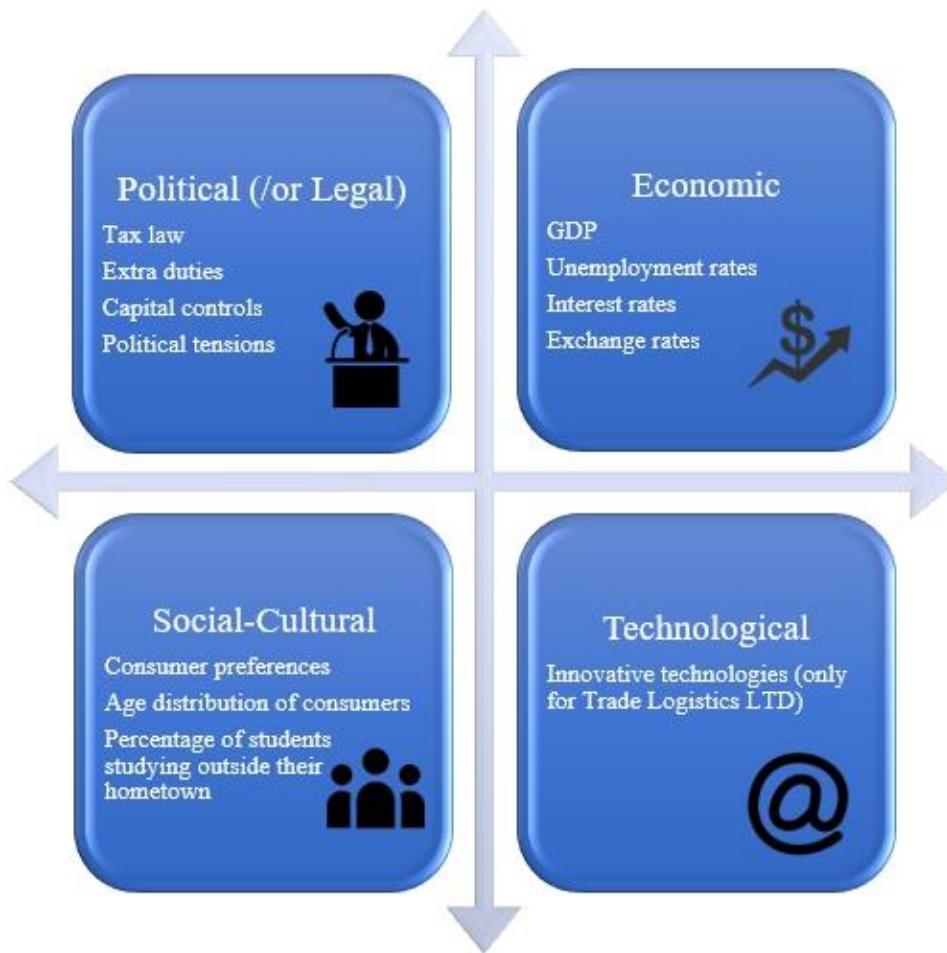 Political (/or Legal)
Tax law
Extra duties
Capital controls
Political tensions
Economic
GDP
Unemployment rates
Interest rates
Exchange rates
$
Social-Cultural
Consumer preferences
Age distribution of consumers
Percentage of students
studying outside their
hometown
Technological
Innovative technologies (only
for Trade Logistics LTD)
@